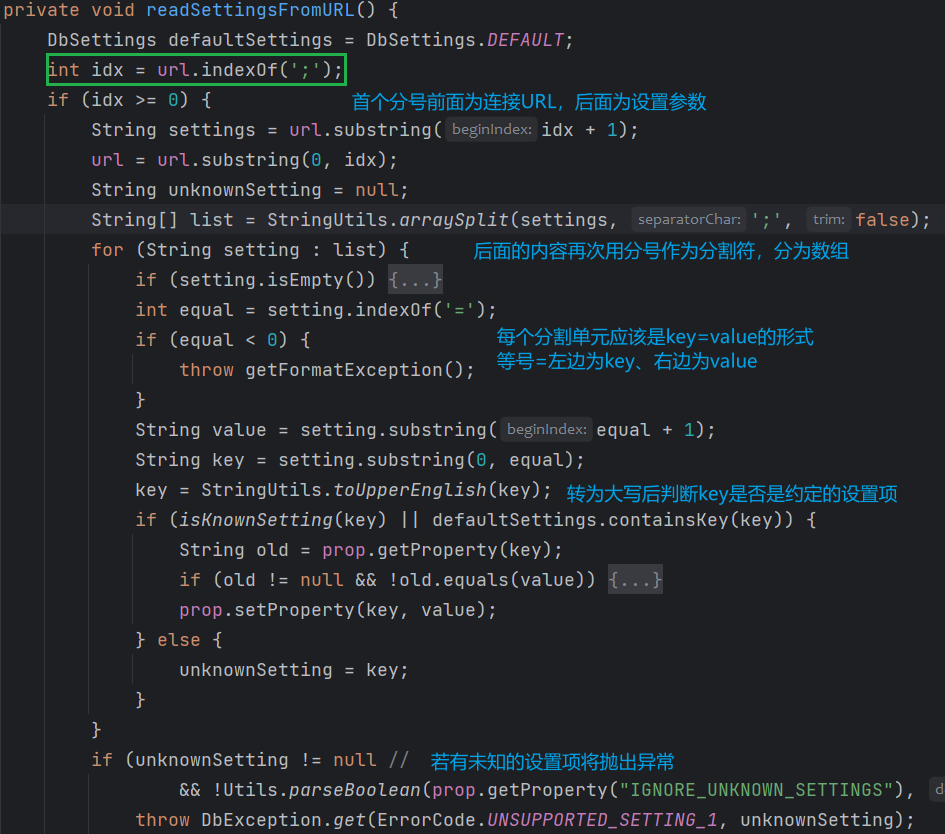 private void readSettingsFromURL() {
DbSettings defaultSettings = DbSettings.DEFAULT;
int idx = url.indexOf(';');
if (idx >= 0) { 首个分号前面为连接URL，后面为设置参数
String settings = url.substring( beginIndex: idx + 1);
url = url.substring(0, idx);
String unknownSetting = null;
String[] list = StringUtils.arraySplit(settings, separatorChar: ';', trim: false);
for (String setting : list) { 后面的内容再次用分号作为分割符，分为数组
if (setting.isEmpty()) {...}
int equal = setting.indexOf('=');
if (equal < 0) { 每个分割单元应该是key=value的形式
等号=左边为key、右边为value
throw getFormatException();
}
String value = setting.substring( beginIndex: equal + 1);
String key = setting.substring(0, equal);
key = StringUtils.toUpperEnglish(key); 转为大写后判断key是否是约定的设置项
if (isKnownSetting(key) || defaultSettings.containsKey(key)) {
String old = prop.getProperty(key);
if (old != null && !old.equals(value)) {...}
prop.setProperty(key, value);
} else {
unknownSetting = key;
}
}
if (unknownSetting != null // 若有未知的设置项将抛出异常
&& !Utils.parseBoolean(prop.getProperty("IGNORE_UNKNOWN_SETTINGS"), d
throw DbException.get(ErrorCode.UNSUPPORTED_SETTING_1, unknownSetting);